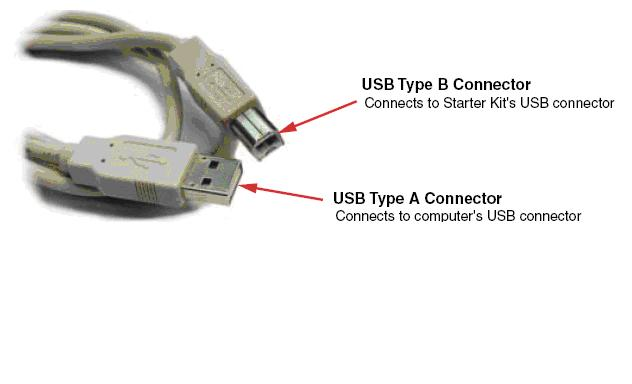 USB Type B Connector
Connects to Starter Kit's USB connector
USB Type A Connector
Connects to computer's USB connector